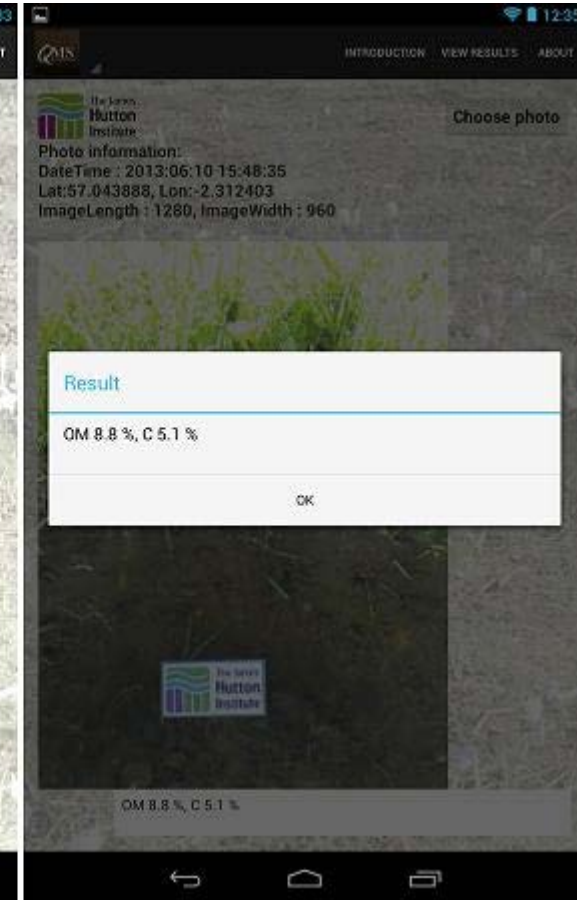 33
T
12:35
QMS
INTRODUCTION VIEW RESULTS ABOUT
The James
Hutton
Institute
Choose photo
Photo information:
DateTime : 2013:06:10 15:48:35
Lat:57.043888, Lon:-2.312403
ImageLength : 1280, ImageWidth : 960
Result
OM 8.8 %, C 5.1 %
OK
The James
Hutton
Institute
OM 8.8 %, C 5.1 %